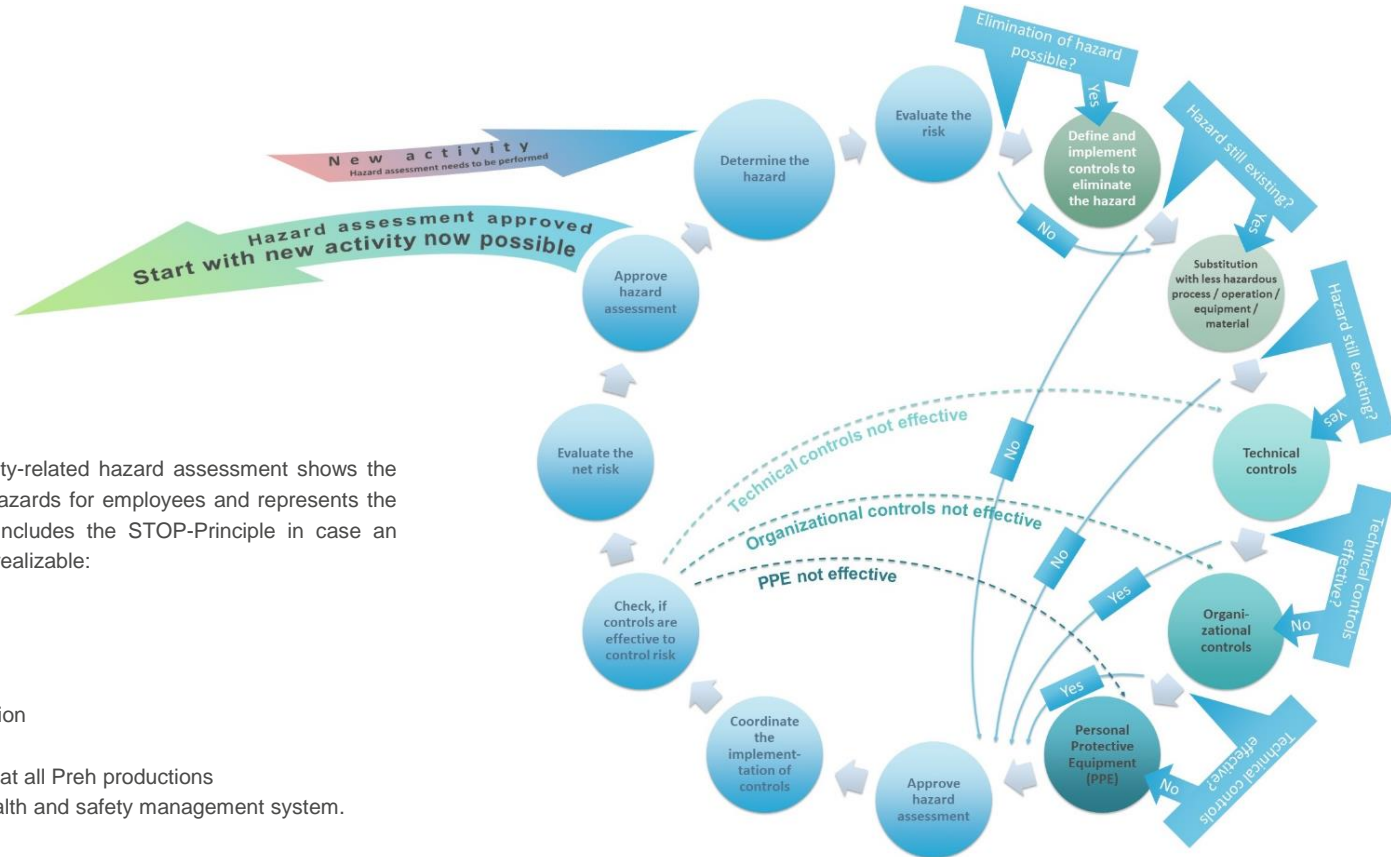 New activity
Hazard assessment needs to be performed
Hazard assessment approved
Start with new activity now possible
Determine the
hazard
Evaluate the
risk
Elimination of hazard
possible?
Yes
No
Define and
implement
controls to
eliminate
the hazard
Hazard still existing?
Yes
No
Substitution
with less hazardous
process / operation /
equipment /
material
Hazard still existing?
Yes
No
Technical
controls
Technical controls
effective?
No
Yes
Organi-
zational
controls
Technical controls
effective?
No
Yes
Personal
Protective
Equipment
(PPE)
Approve
hazard
assessment
Coordinate
the
implement-
tation of
controls
Check, if
controls are
effective to
control risk
Technical controls not effective
Organizational controls not effective
PPE not effective
Evaluate the
net risk
Approve
hazard
assessment
ty-related hazard assessment shows the
azards for employees and represents the
ncludes the STOP-Principle in case an
realizable:
ion
at all Preh productions
alth and safety management system.